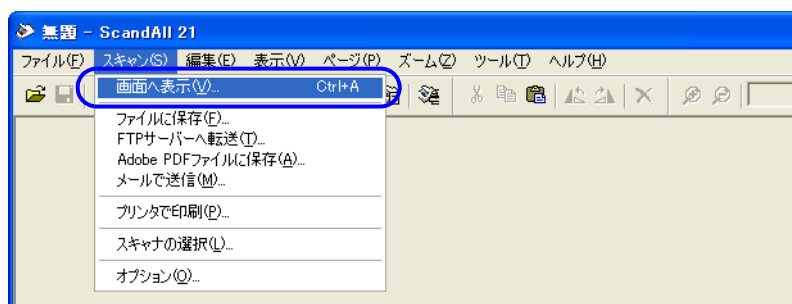 無題 - ScandAll 21
ファイル(F) スキャン(S) 編集(E) 表示(V) ページ(P) ズーム(Z) ツール(T) ヘルプ(H)
画面へ表示(V)... Ctrl+A
ファイルに保存(F)...
FTPサーバーへ転送(T)...
Adobe PDFファイルに保存(A)...
メールで送信(M)...
プリンタで印刷(P)...
スキャナの選択(L)...
オプション(O)...